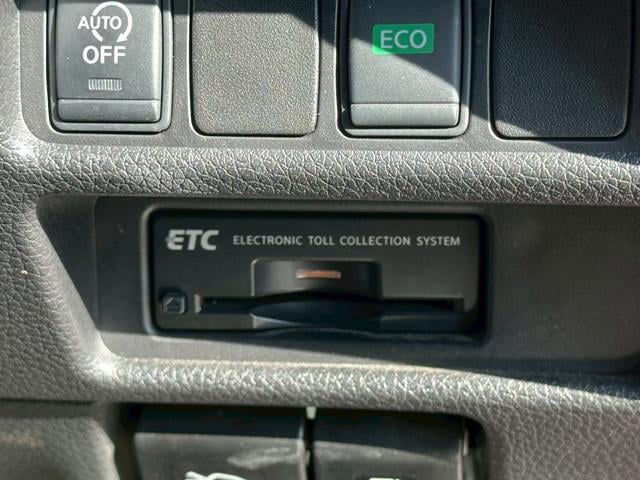 AUTO
OFF
ECO
ETC ELECTRONIC TOLL COLLECTION SYSTEM